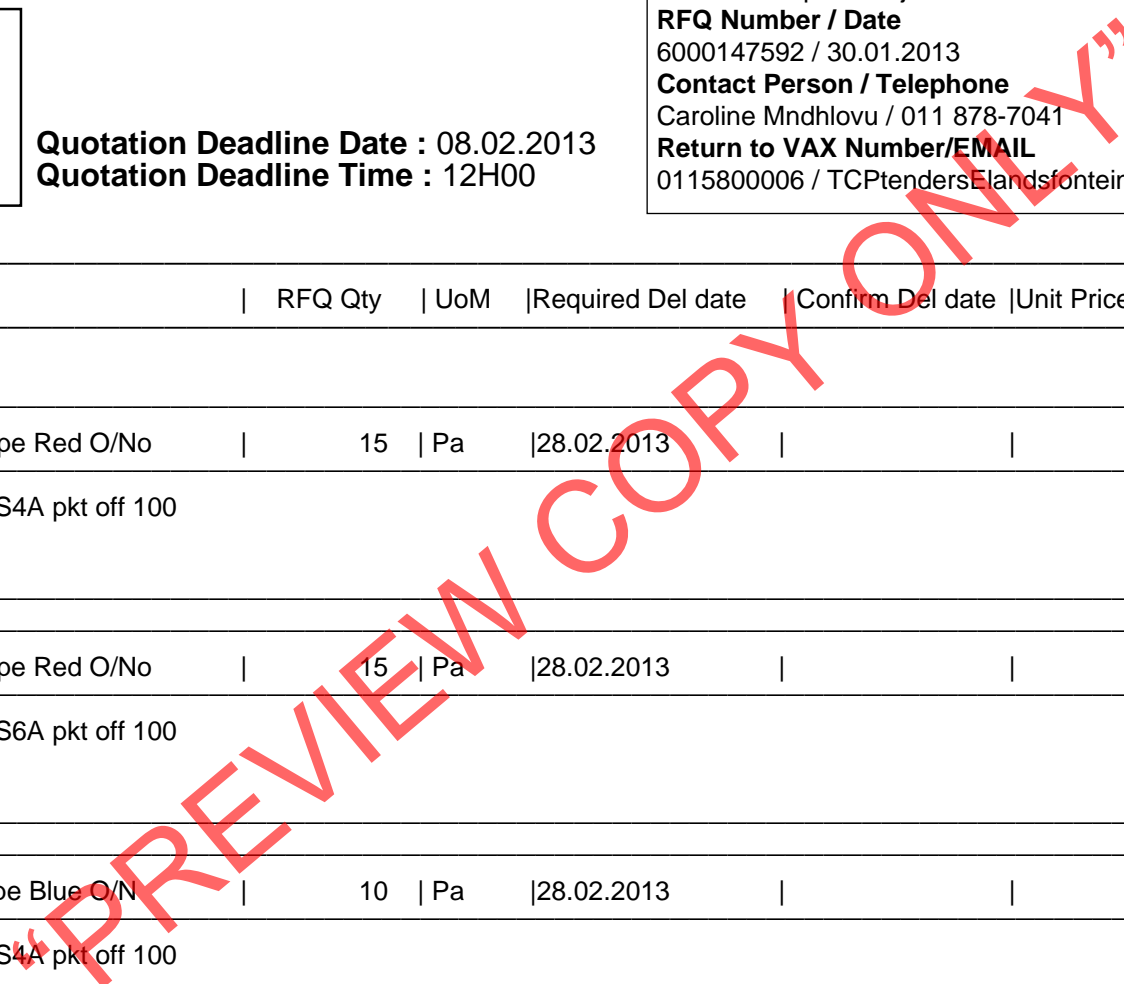 RFQ Number / Date
6000147592 / 30.01.2013
Contact Person / Telephone
Caroline Mndhlovu / 011 878-7041
Return to VAX Number/EMAIL
0115800006 / TCPtendersElandsfontein
Quotation Deadline Date : 08.02.2013
Quotation Deadline Time : 12H00
| RFQ Qty | UoM |Required Del date | Confirm Del date |Unit Price
pe Red O/No | 15 | Pa |28.02.2013 | |
S4A pkt off 100
pe Red O/No | 15 | Pa |28.02.2013 | |
S6A pkt off 100
pe Blue O/N | 10 | Pa |28.02.2013 | |
S4A pkt off 100
“PREVIEW COPY ONLY”